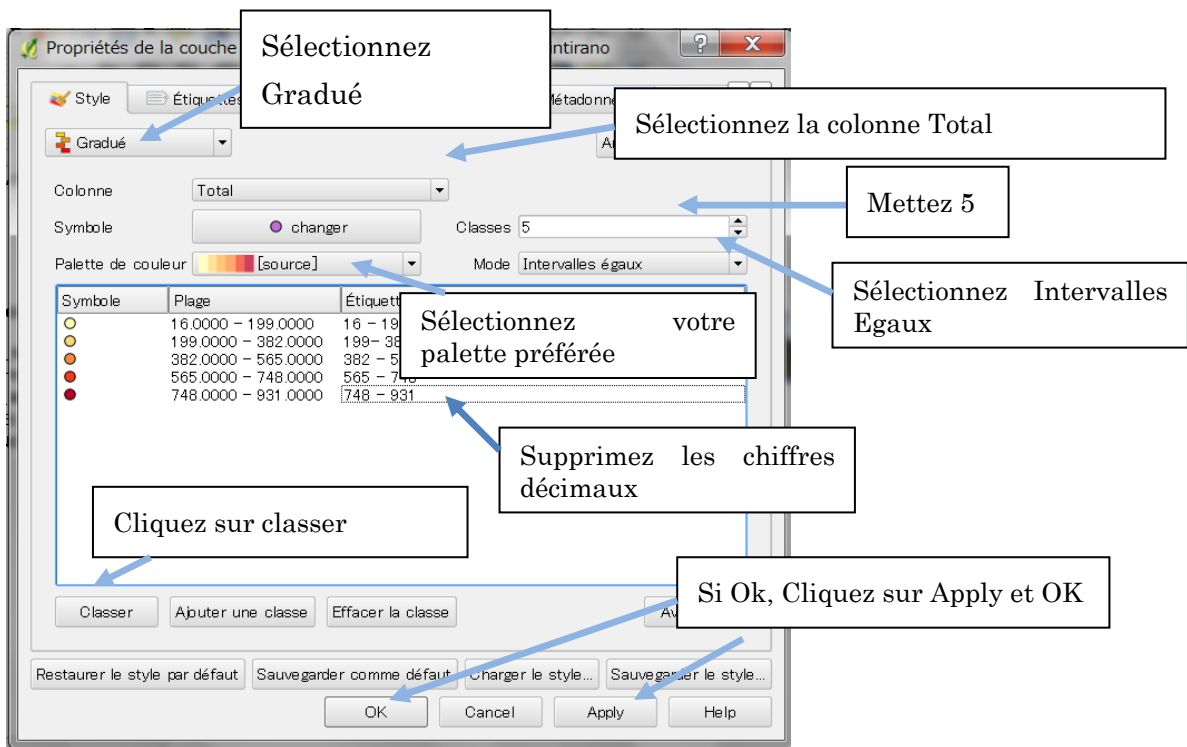 Propriétés de la couche
ntirano
Sélectionnez
Gradué
Style
Étiquettes
Métadonn
Gradué
Sélectionnez la colonne Total
Colonne
Total
Mettez 5
Symbole
changer
Classes
5
Palette de couleur
[source]
Mode
Intervalles égaux
Sélectionnez Intervalles
Egaux
Symbole
Plage
Étiquett
Sélectionnez votre
palette préférée
16.0000 - 199.0000
16 - 19
199.0000 - 382.0000
199- 38
382.0000 - 565.0000
382 - 5
565.0000 - 748.0000
565 - 748
748.0000 - 931.0000
748 - 931
Supprimez les chiffres
décimaux
Cliquez sur classer
Si Ok, Cliquez sur Apply et OK
Classer
Ajouter une classe
Effacer la classe
Av
Restaurer le style par défaut
Sauvegarder comme défaut
Charger le style...
Sauvegarder le style...
OK
Cancel
Apply
Help